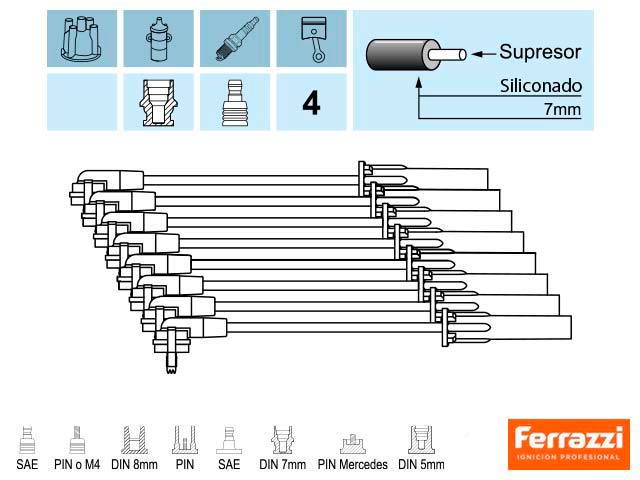 Supresor
Siliconado
7mm
4
SAE PIN o M4 DIN 8mm PIN SAE DIN 7mm PIN Mercedes DIN 5mm
Ferrazzi
IGNICIÓN PROFESIONAL